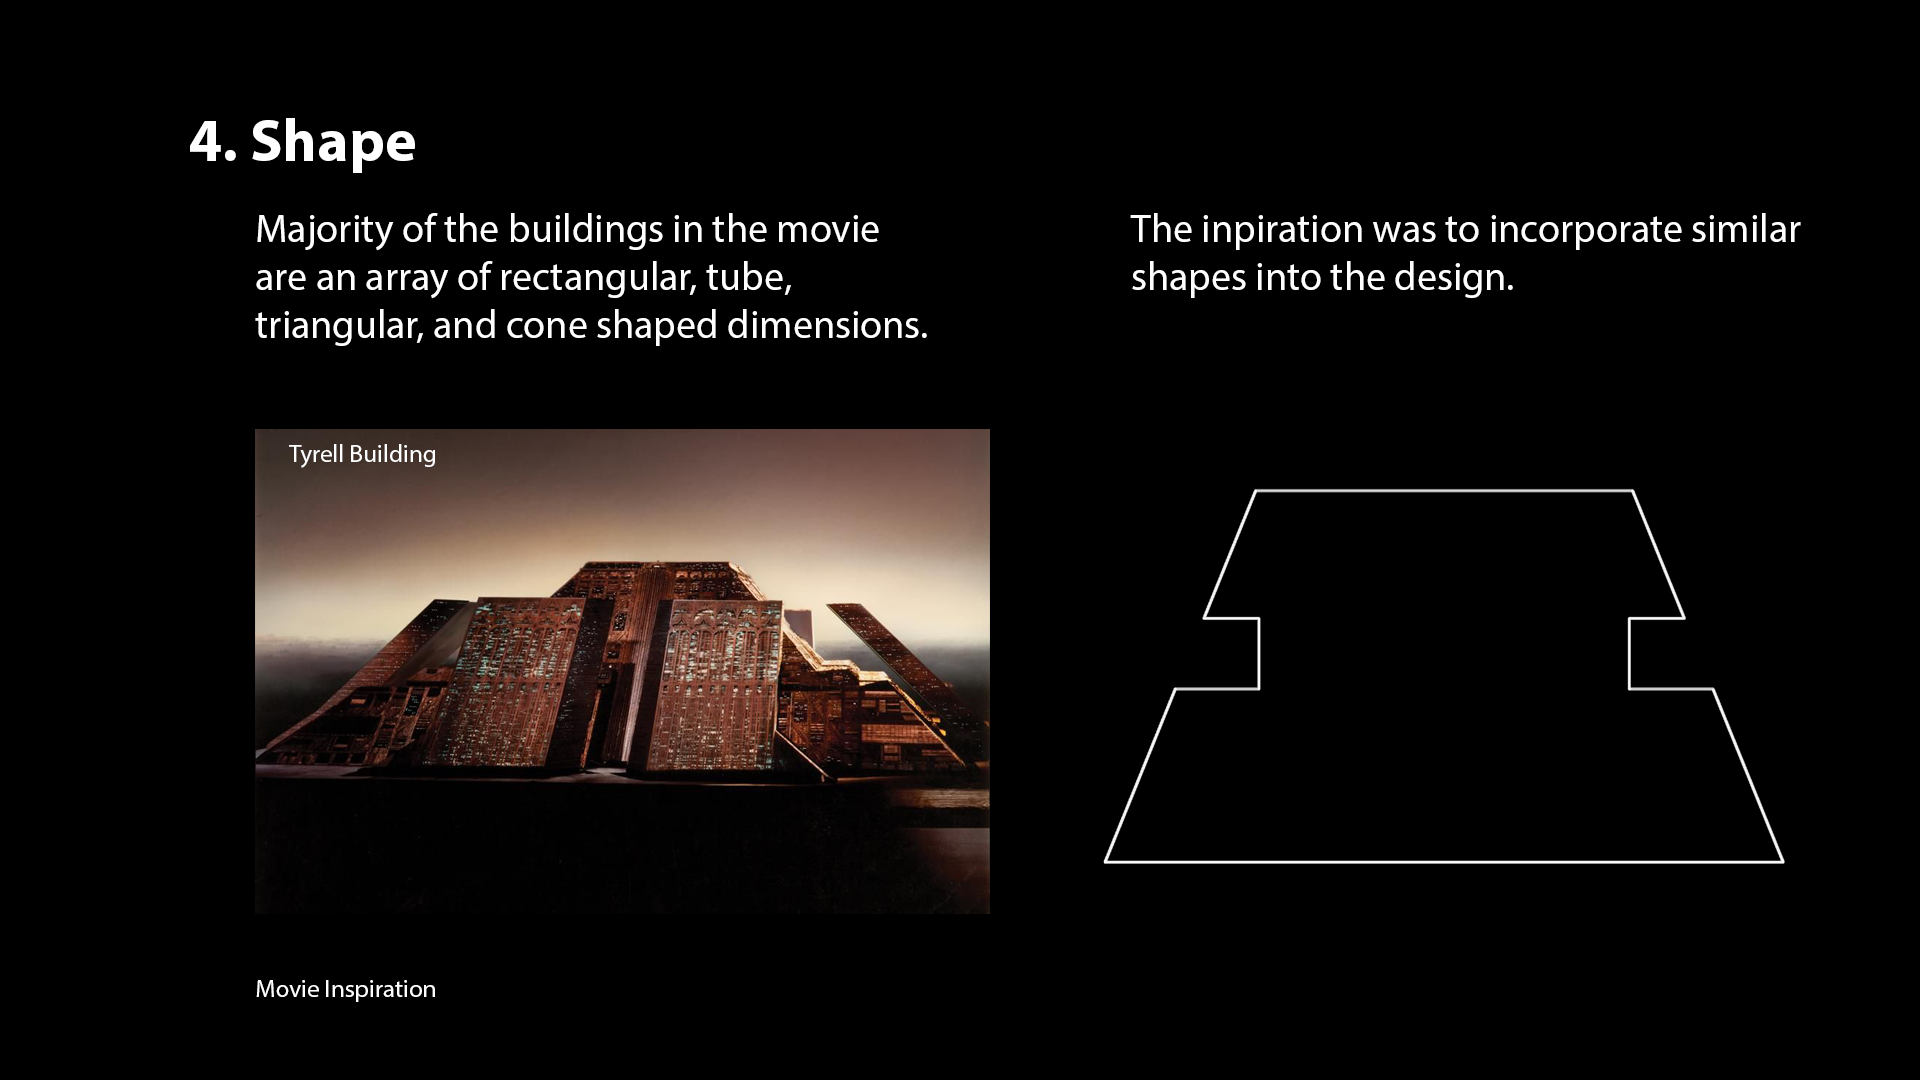 4. Shape
Majority of the buildings in the movie
are an array of rectangular, tube,
triangular, and cone shaped dimensions.
The inpiration was to incorporate similar
shapes into the design.
Tyrell Building
Movie Inspiration